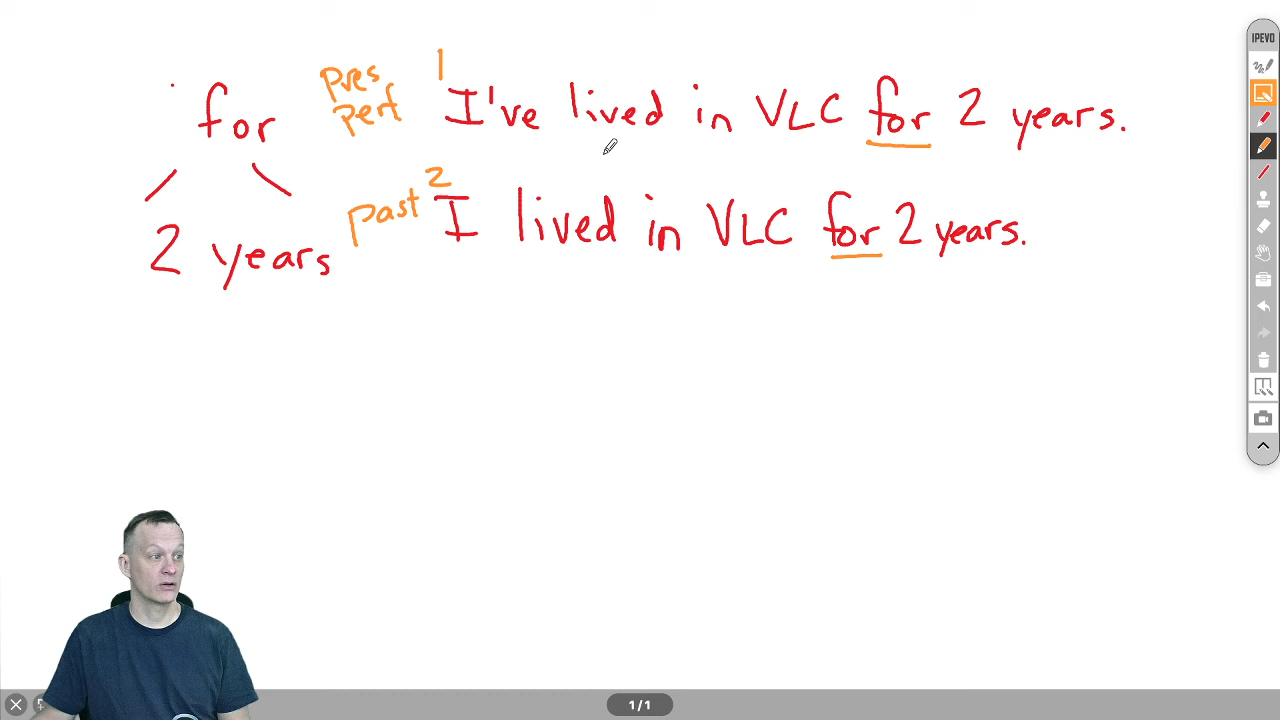 IPEVO
for
2 years
pres
perf
1
I've lived in VLC for 2 years.
past
2
I lived in VLC for 2 years.
1/1